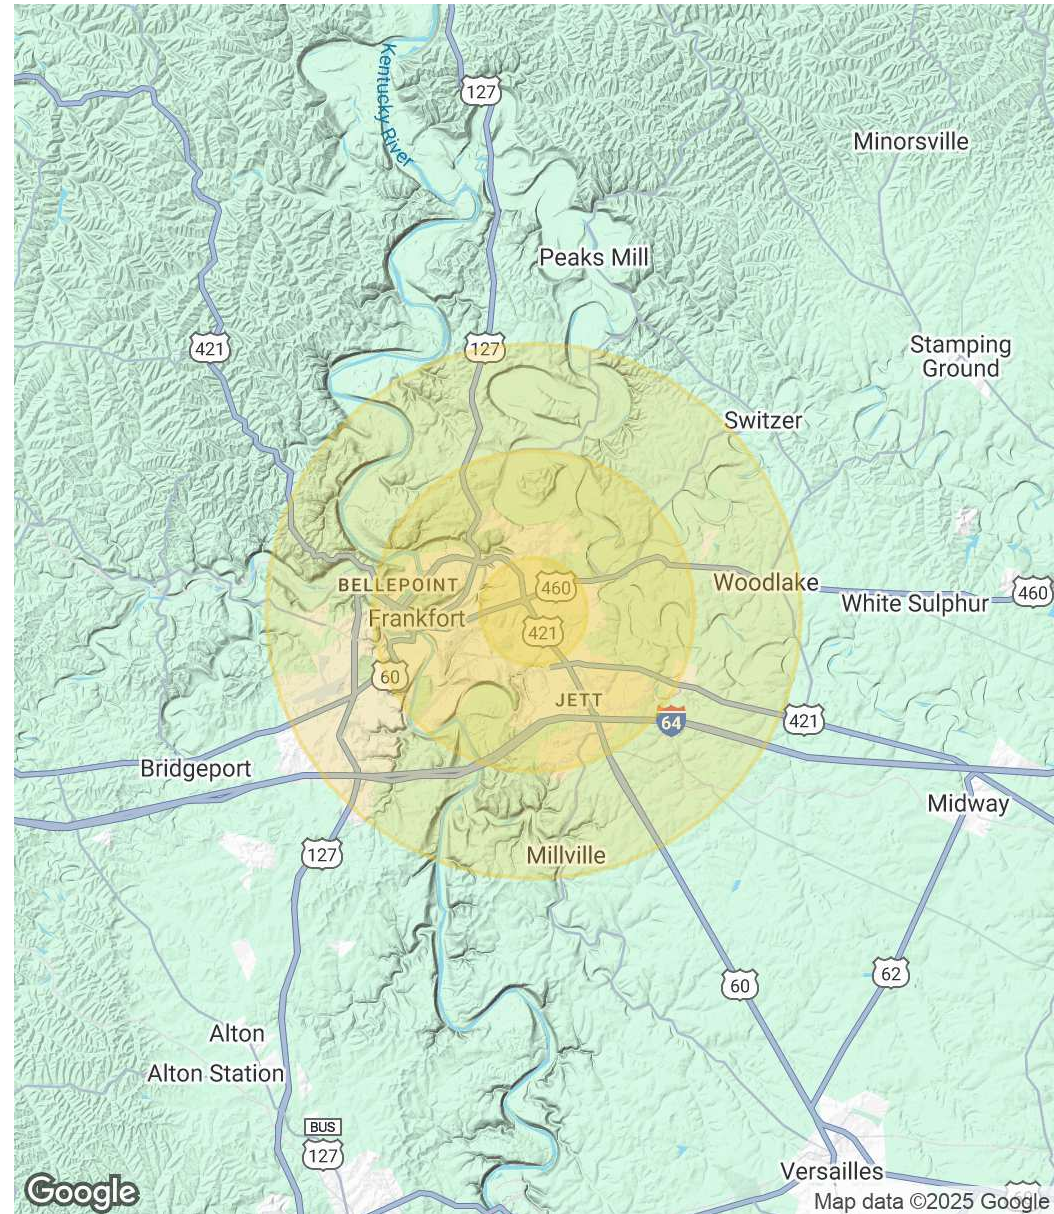 Kentucky River
127
Minorsville
Peaks Mill
421
127
Stamping
Ground
Switzer
BELLEPOINT
460
Woodlake
460
Frankfort
White Sulphur
421
60
JETT
64
421
Bridgeport
Midway
127
Millville
62
60
Alton
Alton Station
BUS
127
Versailles
Google
Map data ©2025 Google